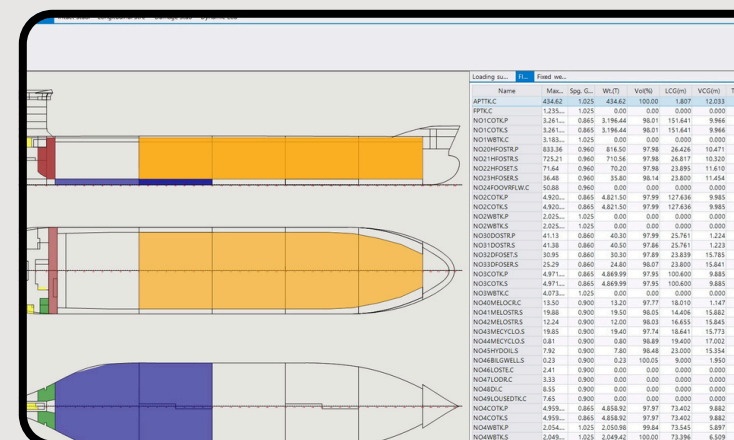 Loading su... Fl... Fixed we...
Name Max... Spg. G... Wt.(T) Vol(%) LCG(m) VCG(m) T
APTTK.C 434.62 1.025 434.62 100.00 1.807 12.033
FPTK.C 1.235.... 1.025 0.00 0.00 0.000 0.000
NO1COTK.P 3.261.... 0.865 3.196.44 98.01 151.641 9.966
NO1COTK.S 3.261.... 0.865 3.196.44 98.01 151.641 9.966
NO1WBTK.C 3.183.... 1.025 0.00 0.00 0.000 0.000
NO20HFOSTR.P 833.36 0.960 816.50 97.98 26.426 10.471
NO21HFOSTR.S 725.21 0.960 710.56 97.98 26.817 10.320
NO22HFOSET.S 71.64 0.960 70.20 97.98 23.895 11.610
NO23HFOSER.S 36.48 0.960 35.80 98.14 23.800 11.454
NO24FOOVRFLW.C 50.88 0.960 0.00 0.00 0.000 0.000
NO2COTK.P 4.920.... 0.865 4.821.50 97.99 127.636 9.985
NO2COTK.S 4.920.... 0.865 4.821.50 97.99 127.636 9.985
NO2WBTK.P 2.025.... 1.025 0.00 0.00 0.000 0.000
NO2WBTK.S 2.025.... 1.025 0.00 0.00 0.000 0.000
NO30DOSTR.P 41.13 0.860 40.30 97.99 25.761 1.224
NO31DOSTR.S 41.38 0.860 40.50 97.86 25.761 1.223
NO32DFOSET.S 30.95 0.860 30.30 97.89 23.839 15.785
NO33DFOSER.S 25.29 0.860 24.80 98.07 23.800 15.841
NO3COTK.P 4.971.... 0.865 4.869.99 97.95 100.600 9.885
NO3COTK.S 4.971.... 0.865 4.869.99 97.95 100.600 9.885
NO3WBTK.C 4.073.... 1.025 0.00 0.00 0.000 0.000
NO40MELOCR.C 13.50 0.900 13.20 97.77 18.010 1.147
NO41MELOSTR.S 19.88 0.900 19.50 98.05 14.406 15.882
NO42MELOSTR.S 12.24 0.900 12.00 98.03 16.655 15.845
NO43MECYCLO.S 19.85 0.900 19.40 97.74 18.641 15.773
NO44MECYLO.S 0.81 0.900 0.80 98.89 19.400 17.002
NO45HYDOIL.S 7.92 0.900 7.80 98.48 23.000 15.354
NO46BILGWELL.S 0.23 0.900 0.23 100.05 9.000 1.950
NO46LOSTE.C 2.41 0.900 0.00 0.00 0.000 0.000
NO47LODR.C 3.33 0.900 0.00 0.00 0.000 0.000
NO48DI.C 8.55 0.900 0.00 0.00 0.000 0.000
NO49LOUSEDTK.C 7.65 0.900 0.00 0.00 0.000 0.000
NO4COTK.P 4.959.... 0.865 4.858.92 97.97 73.402 9.882
NO4COTK.S 4.959.... 0.865 4.858.92 97.97 73.402 9.882
NO4WBTK.P 2.054.... 1.025 2.050.98 99.84 73.545 5.897
NO4WBTK.S 2.049.... 1.025 2.049.42 100.00 73.396 6.509